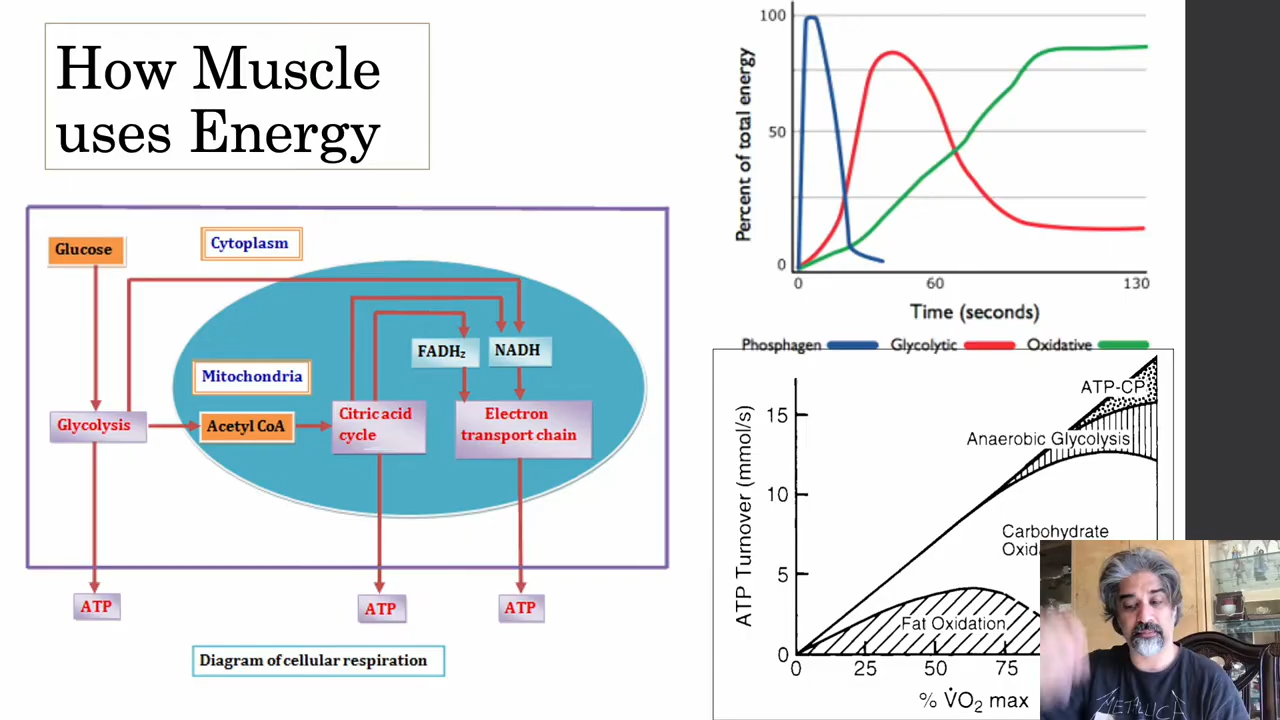 How Muscle
uses Energy
Glucose
Cytoplasm
FADH₂
NADH
Mitochondria
Glycolysis
Acetyl CoA
Citric acid
cycle
Electron
transport chain
ATP
ATP
ATP
Diagram of cellular respiration
100
50
0
Percent of total energy
0
60
130
Time (seconds)
Phosphagen
Glycolytic
Oxidative
ATP-CP
15
Anaerobic Glycolysis
10
Carbohydrate
5
Fat Oxidation
0
ATP Turnover (mmol/s)
0
25
50
75
% V̇O₂ max
METALLICA